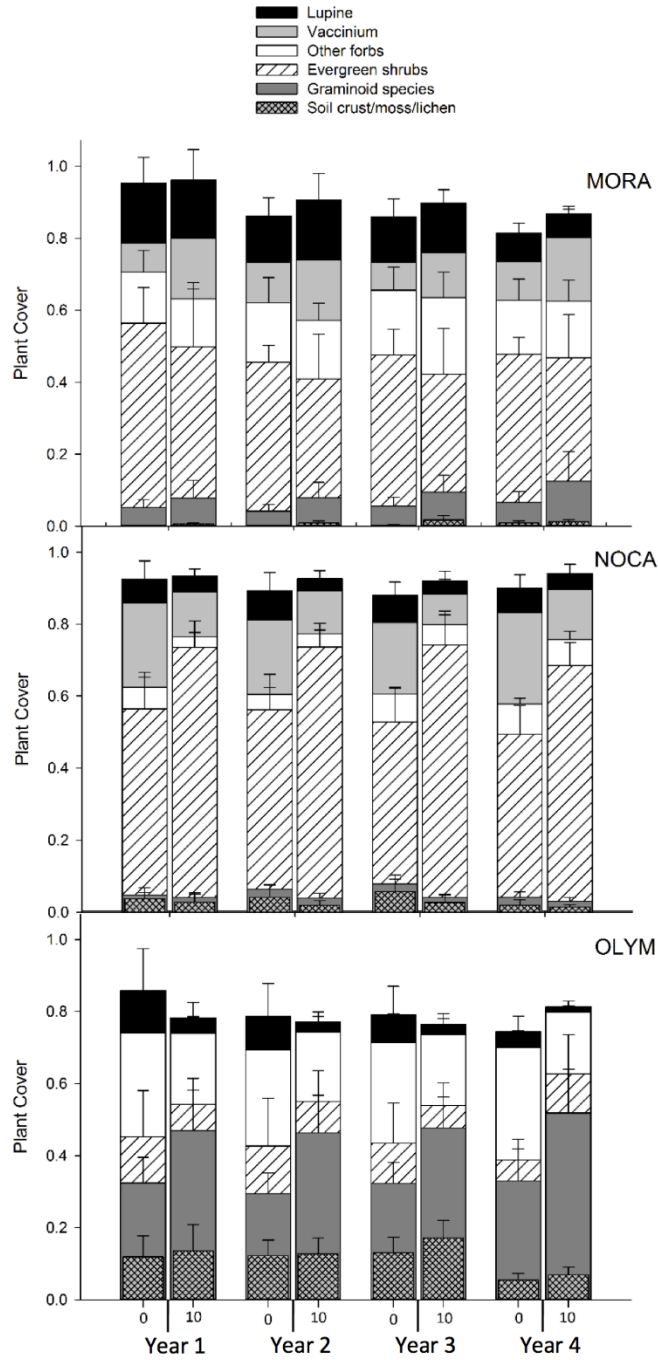 Lupine
Vaccinium
Other forbs
Evergreen shrubs
Graminoid species
Soil crust/moss/lichen
MORA
1.0
0.8
0.6
0.4
0.2
0.0
Plant Cover
NOCA
1.0
0.8
0.6
0.4
0.2
0.0
Plant Cover
OLYM
1.0
0.8
0.6
0.4
0.2
0.0
Plant Cover
0 10 0 10 0 10 0 10
Year 1 Year 2 Year 3 Year 4